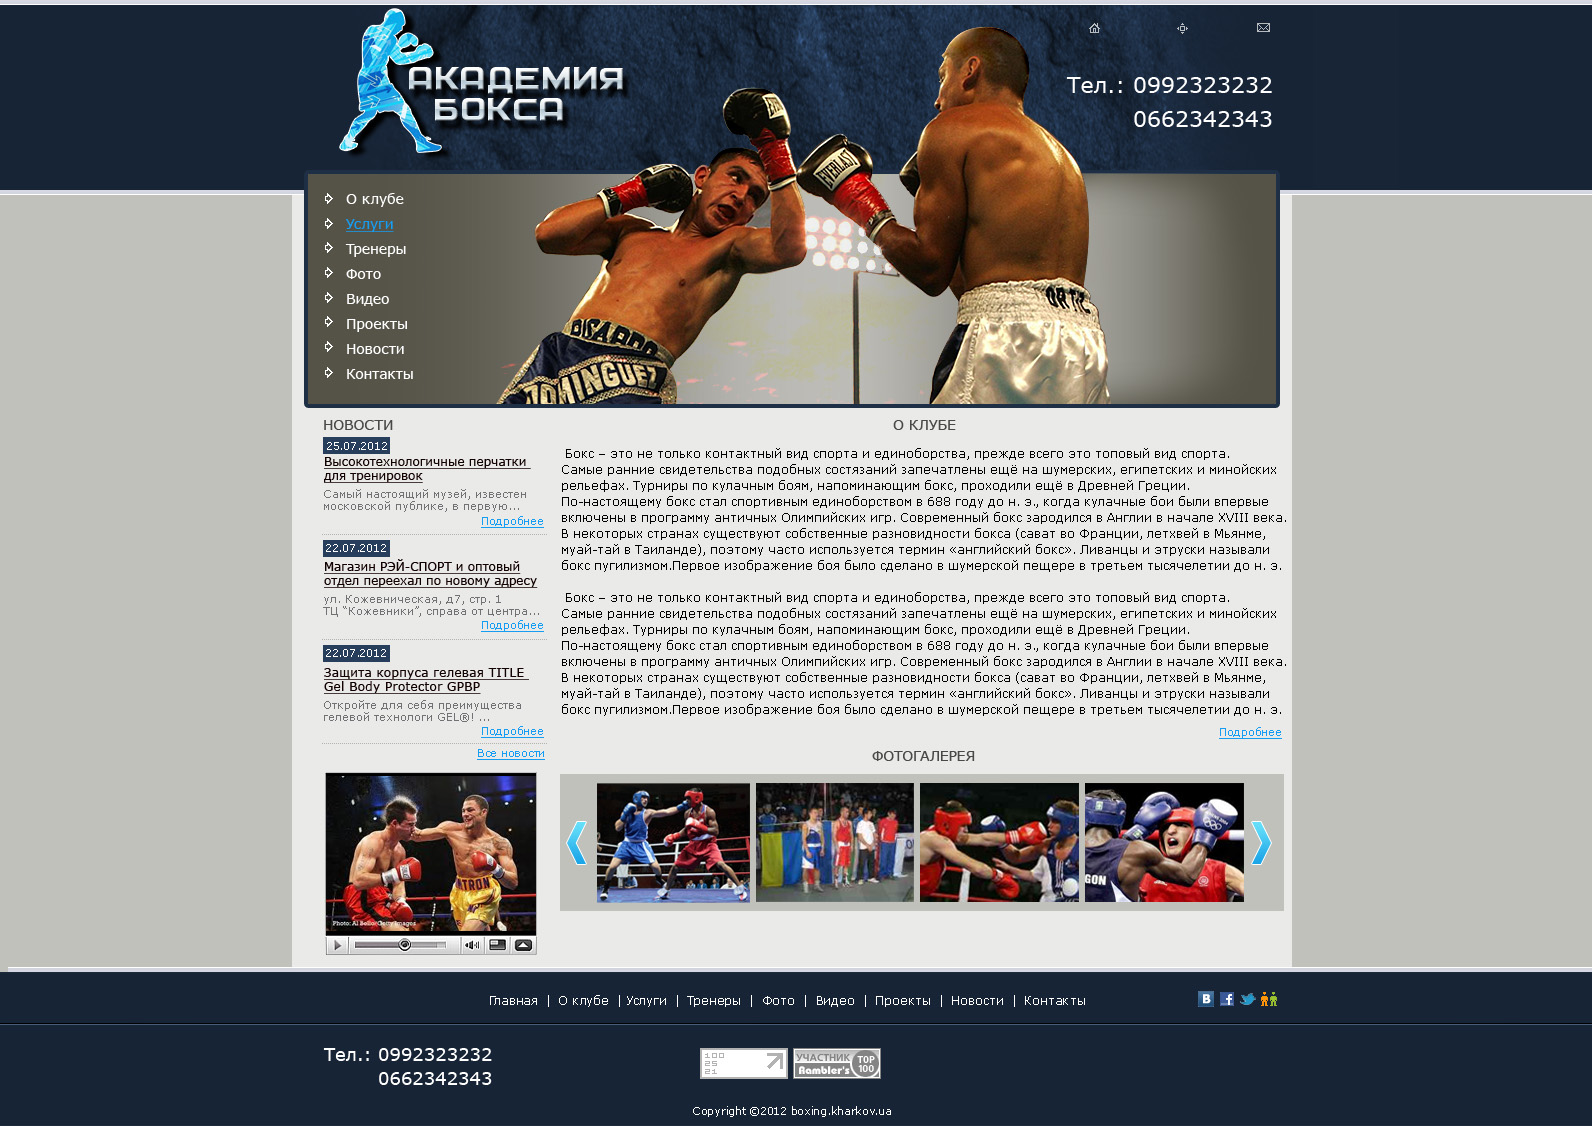 АКАДЕМИЯ
БОКСА
Тел.: 0992323232
0662342343
EVERLAST
EVERLAST
О клубе
Услуги
Тренеры
Фото
Видео
Проекты
Новости
Контакты
ORTIZ
RICARDO
DOMINGUEZ
НОВОСТИ
25.07.2012
Высокотехнологичные перчатки
для тренировок
Самый настоящий музей, известен
московской публике, в первую...
Подробнее
22.07.2012
Магазин РЭЙ-СПОРТ и оптовый
отдел переехал по новому адресу
ул. Кожевническая, д7, стр. 1
ТЦ “Кожевники”, справа от центра...
Подробнее
22.07.2012
Защита корпуса гелевая TITLE
Gel Body Protector GPBP
Откройте для себя преимущества
гелевой технологи GEL®! ...
Подробнее
Все новости
TRON
Photo: Al Bello/Getty Images
О КЛУБЕ
Бокс – это не только контактный вид спорта и единоборства, прежде всего это топовый вид спорта.
Самые ранние свидетельства подобных состязаний запечатлены ещё на шумерских, египетских и минойских
рельефах. Турниры по кулачным боям, напоминающим бокс, проходили ещё в Древней Греции.
По-настоящему бокс стал спортивным единоборством в 688 году до н. э., когда кулачные бои были впервые
включены в программу античных Олимпийских игр. Современный бокс зародился в Англии в начале XVIII века.
В некоторых странах существуют собственные разновидности бокса (сават во Франции, летхвей в Мьянме,
муай-тай в Таиланде), поэтому часто используется термин «английский бокс». Ливанцы и этруски называли
бокс пугилизмом.Первое изображение боя было сделано в шумерской пещере в третьем тысячелетии до н. э.
Бокс – это не только контактный вид спорта и единоборства, прежде всего это топовый вид спорта.
Самые ранние свидетельства подобных состязаний запечатлены ещё на шумерских, египетских и минойских
рельефах. Турниры по кулачным боям, напоминающим бокс, проходили ещё в Древней Греции.
По-настоящему бокс стал спортивным единоборством в 688 году до н. э., когда кулачные бои были впервые
включены в программу античных Олимпийских игр. Современный бокс зародился в Англии в начале XVIII века.
В некоторых странах существуют собственные разновидности бокса (сават во Франции, летхвей в Мьянме,
муай-тай в Таиланде), поэтому часто используется термин «английский бокс». Ливанцы и этруски называли
бокс пугилизмом.Первое изображение боя было сделано в шумерской пещере в третьем тысячелетии до н. э.
Подробнее
ФОТОГАЛЕРЕЯ
GON
Главная | О клубе | Услуги | Тренеры | Фото | Видео | Проекты | Новости | Контакты
В f
Тел.: 0992323232
0662342343
100
25
21
УЧАСТНИК
Rambler's
TOP
100
Copyright ©2012 boxing.kharkov.ua